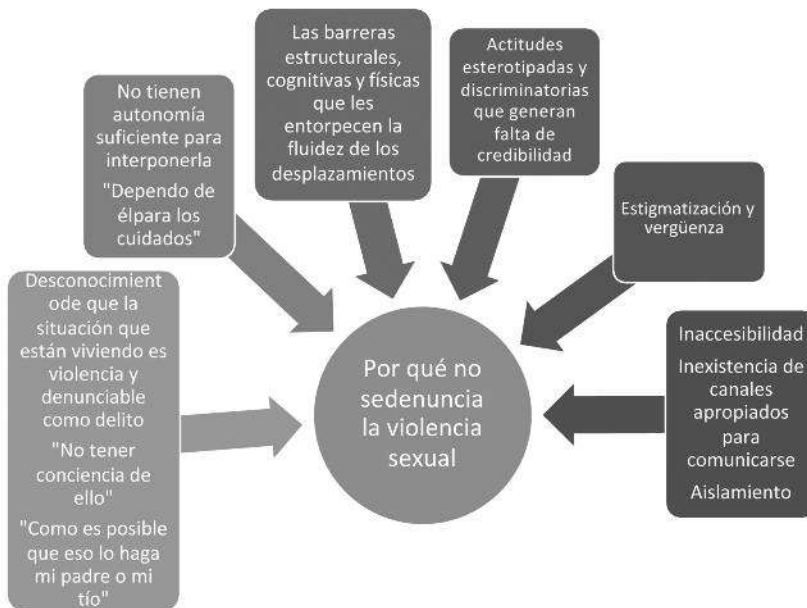 Desconocimient
ode que la
situación que
están viviendo es
violencia y
denunciable
como delito
"No tener
conciencia de
ello"
"Como es posible
que eso lo haga
mi padre o mi
tío"
No tienen
autonomía
suficiente para
interponerla
"Dependo de
élpara los
cuidados"
Las barreras
estructurales,
cognitivas y físicas
que les
entorpecen la
fluidez de los
desplazamientos
Actitudes
esterotipadas y
discriminatorias
que generan
falta de
credibilidad
Estigmatización y
vergüenza
Inaccesibilidad
Inexistencia de
canales
apropiados
para
comunicarse
Aislamiento
Por qué no
sedenuncia
la violencia
sexual